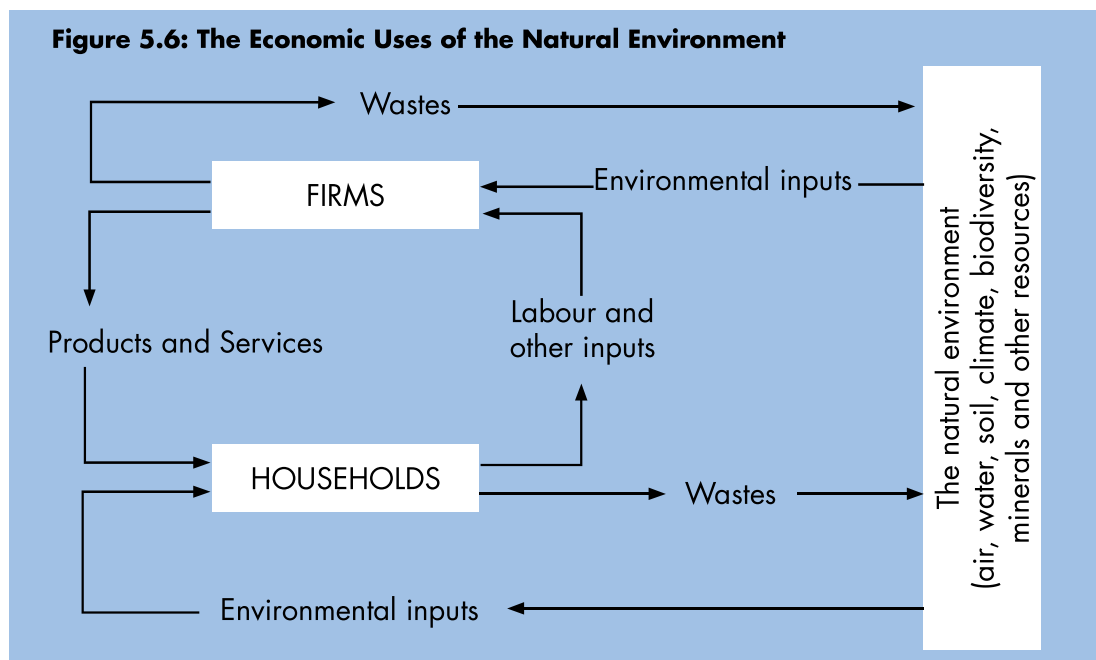 Figure 5.6: The Economic Uses of the Natural Environment
Wastes
Environmental inputs
FIRMS
Labour and
other inputs
Products and Services
HOUSEHOLDS
Wastes
Environmental inputs
The natural environment
(air, water, soil, climate, biodiversity,
minerals and other resources)